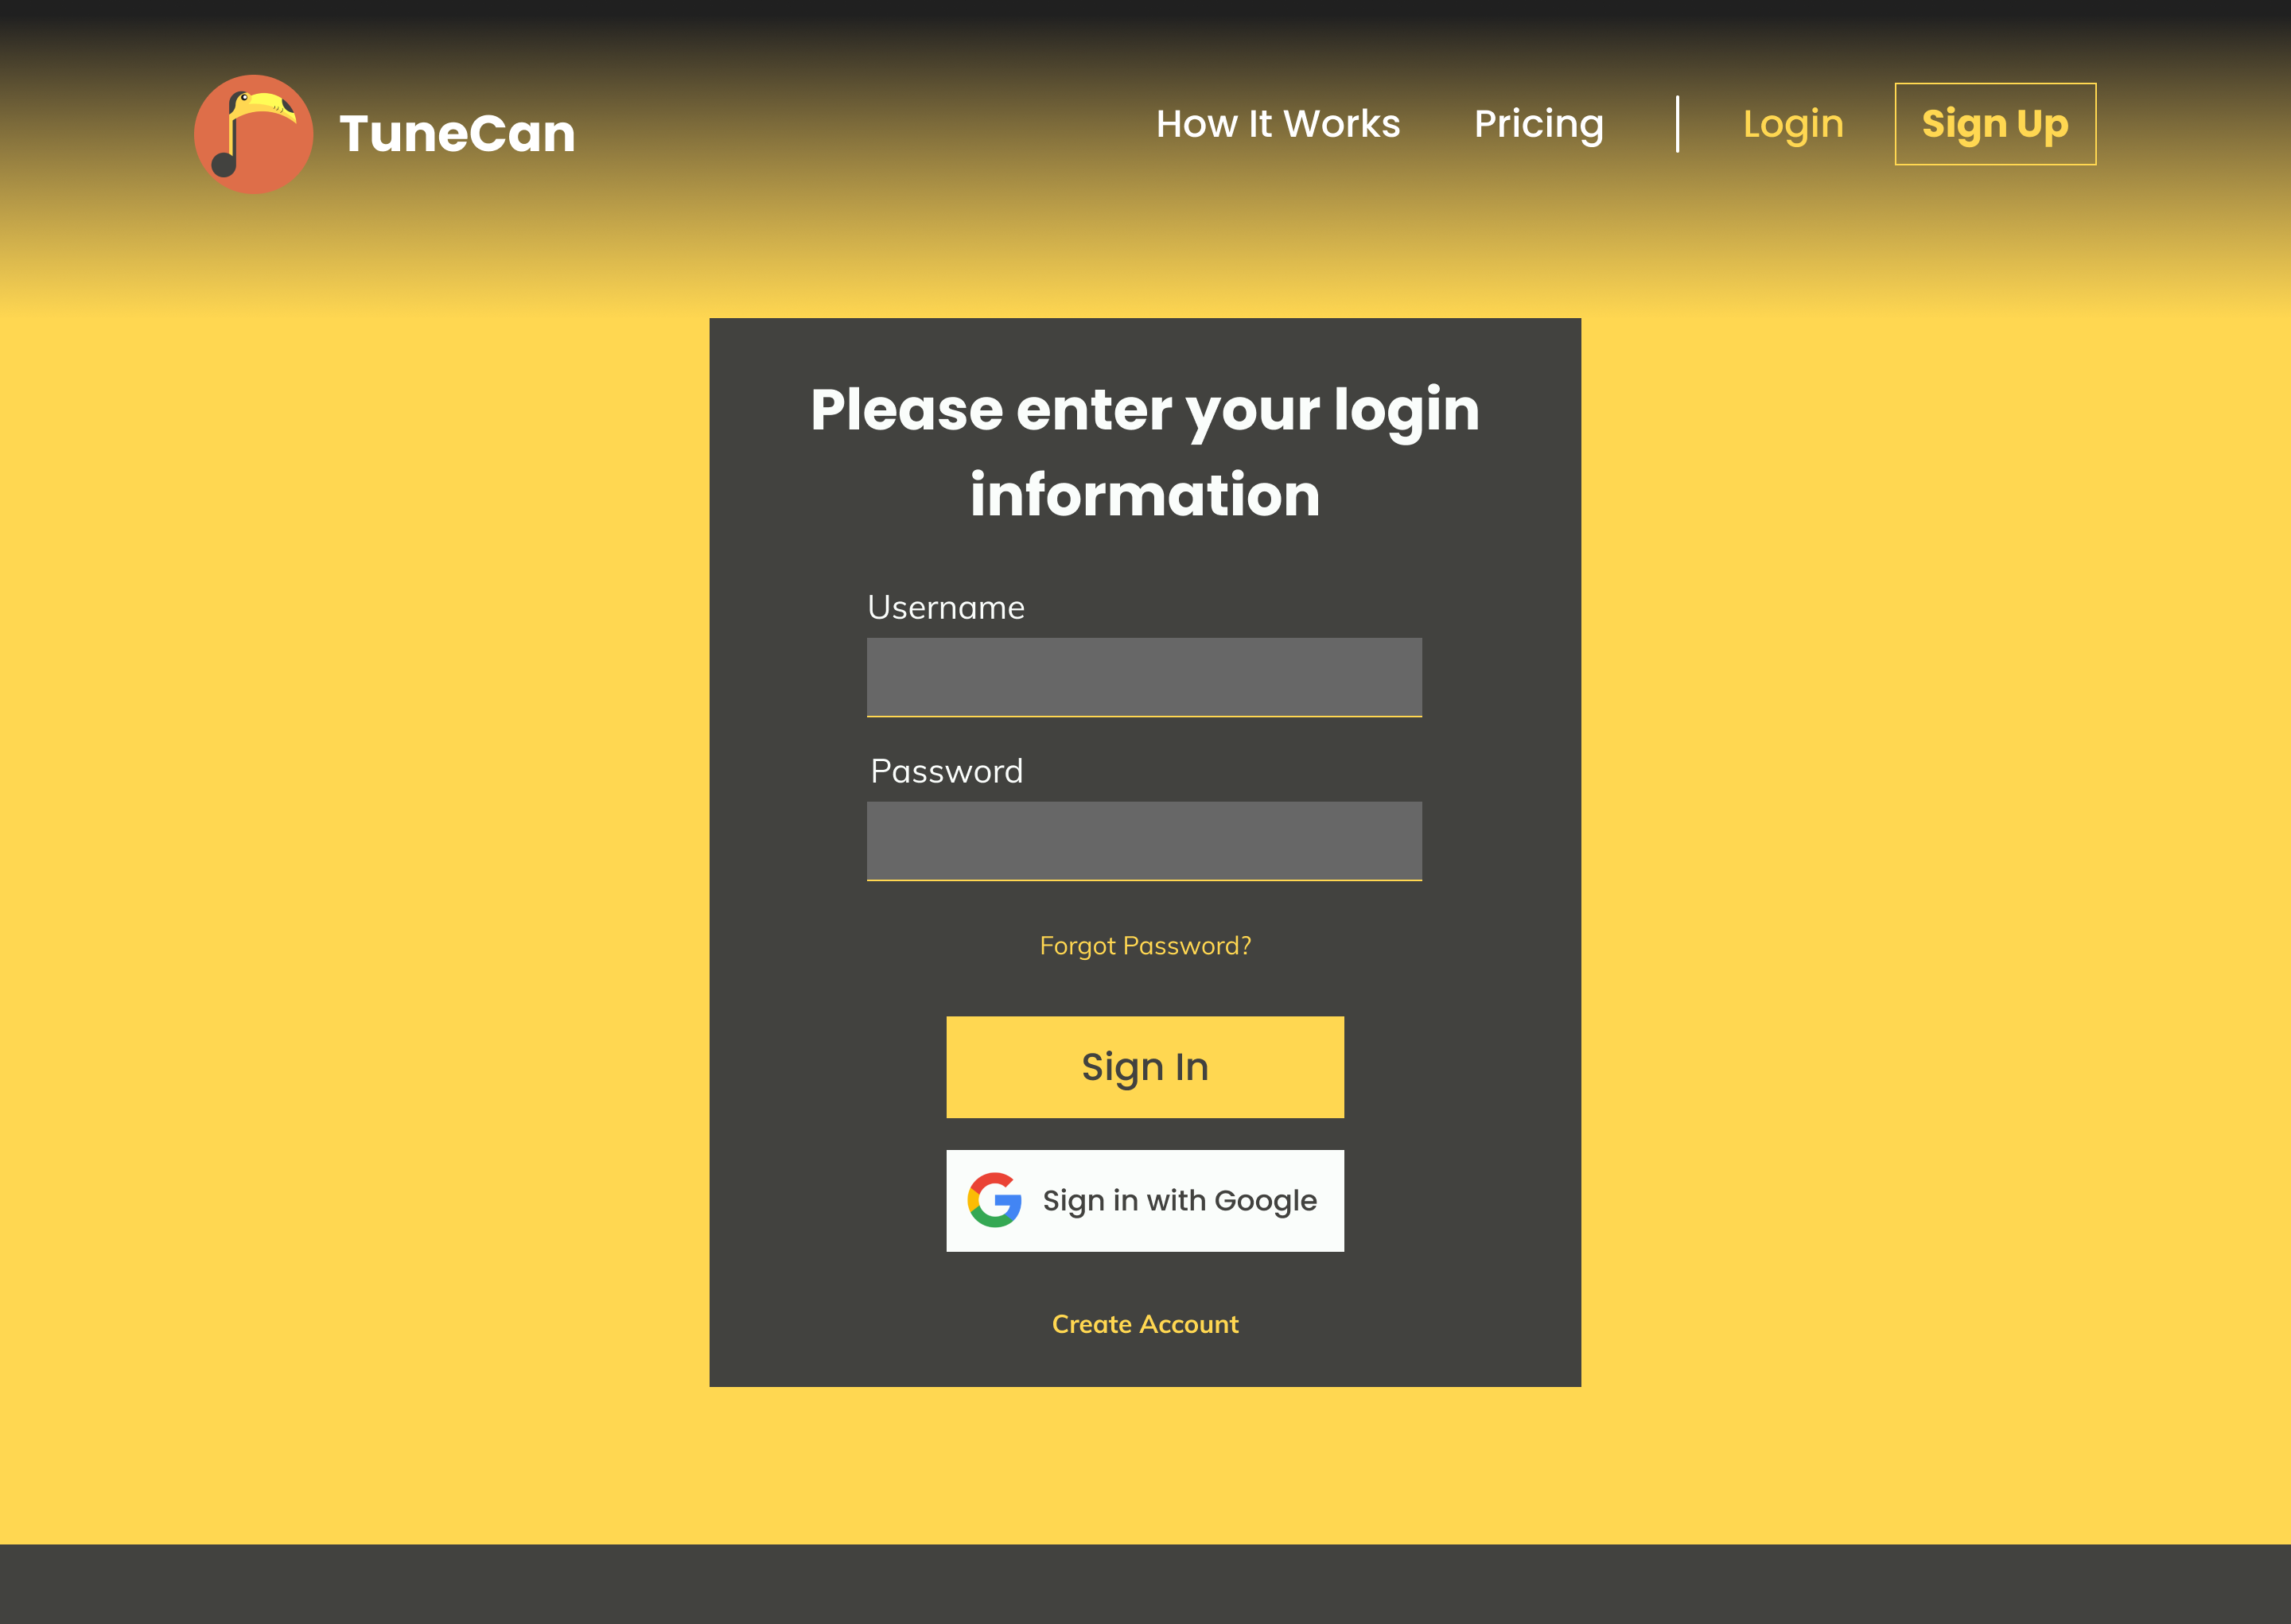 TuneCan
How It Works
Pricing
Login
Sign Up
Please enter your login
information
Username
Password
Forgot Password?
Sign In
Sign in with Google
Create Account